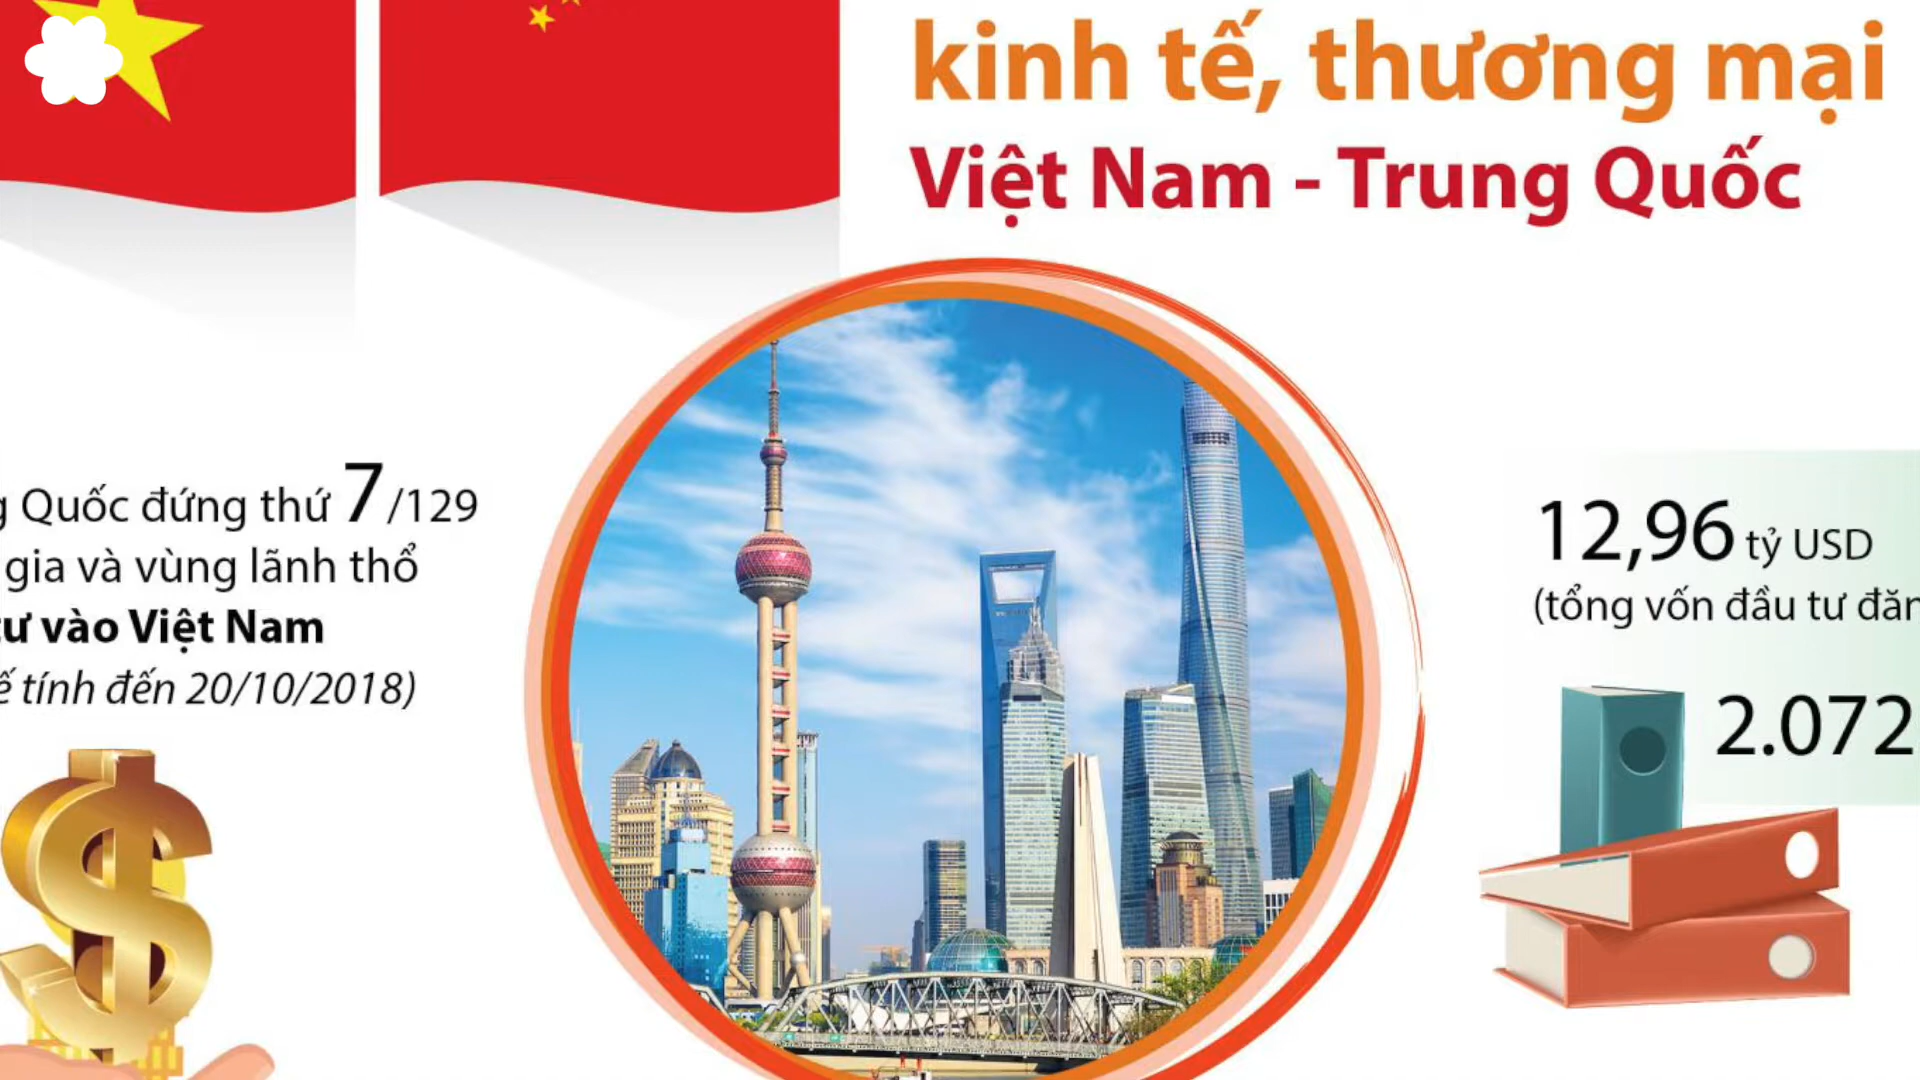 kinh tế, thương mại
Việt Nam - Trung Quốc
Quốc đứng thứ 7/129
gia và vùng lãnh thổ
vào Việt Nam
tính đến 20/10/2018)
12,96 tỷ USD
(tổng vốn đầu tư
2.072